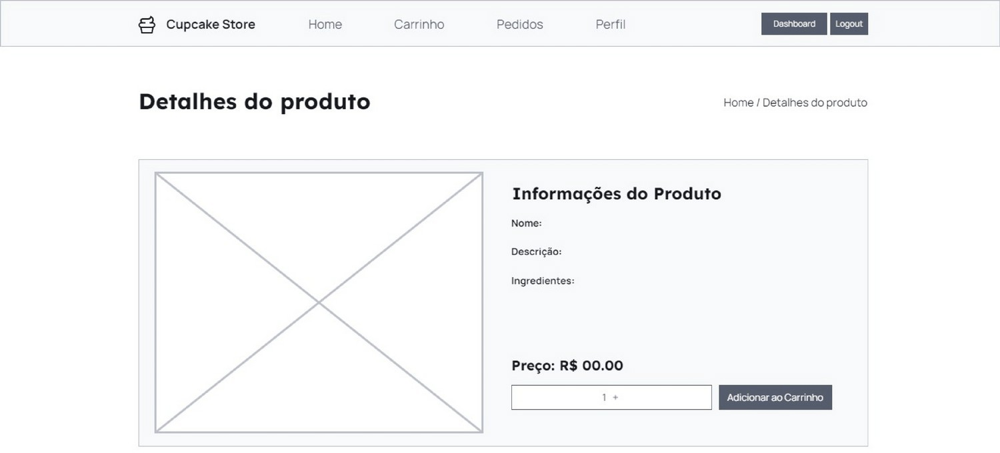 Cupcake Store Home Carrinho Pedidos Perfil Dashboard Logout
Detalhes do produto Home / Detalhes do produto
Informações do Produto
Nome:
Descrição:
Ingredientes:
Preço: R$ 00.00
1 + Adicionar ao Carrinho